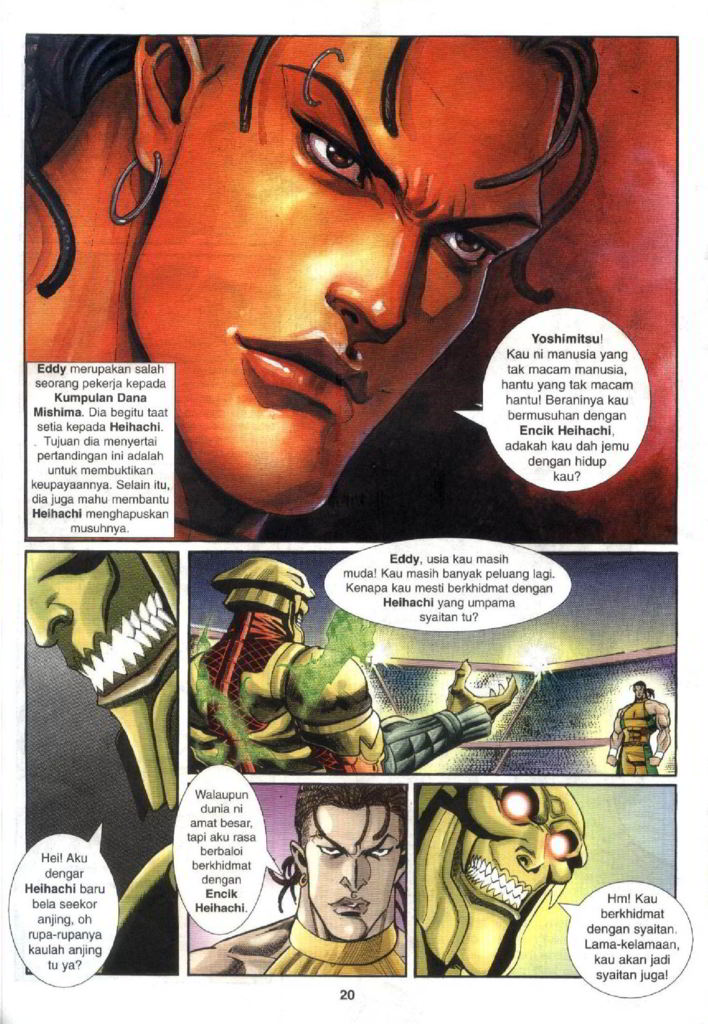 Yoshimitsu!
Kau ni manusia yang
tak macam manusia,
hantu yang tak macam
hantu! Beraninya kau
bermusuhan dengan
Encik Heihachi,
adakah kau dah jemu
dengan hidup
kau?
Eddy merupakan salah
seorang pekerja kepada
Kumpulan Dana
Mishima. Dia begitu taat
setia kepada Heihachi.
Tujuan dia menyertai
pertandingan ini adalah
untuk membuktikan
keupayaannya. Selain itu,
dia juga mahu membantu
Heihachi menghapuskan
musuhnya.
Hei! Aku
dengar
Heihachi baru
bela seekor
anjing, oh
rupa-rupanya
kaulah anjing
tu ya?
Eddy, usia kau masih
muda! Kau masih banyak peluang lagi.
Kenapa kau mesti berkhidmat dengan
Heihachi yang umpama
syaitan tu?
Walaupun
dunia ni
amat besar,
tapi aku rasa
berbaloi
berkhidmat
dengan
Encik
Heihachi.
Hm! Kau
berkhidmat
dengan syaitan.
Lama-kelamaan,
kau akan jadi
syaitan juga!
20